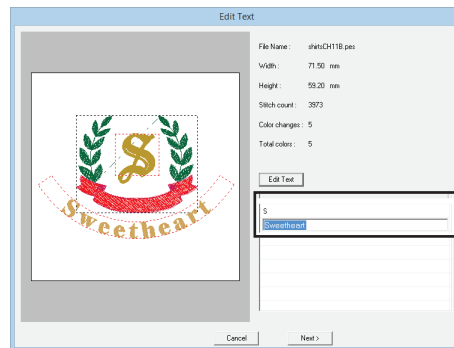 Edit Text
File Name : shirtsCH11B.pes
Width : 71.50 mm
Height : 59.20 mm
Stitch count : 3973
Color changes : 5
Total colors : 5
S
Sweetheart
Edit Text
S
Sweetheart
Cancel Next >